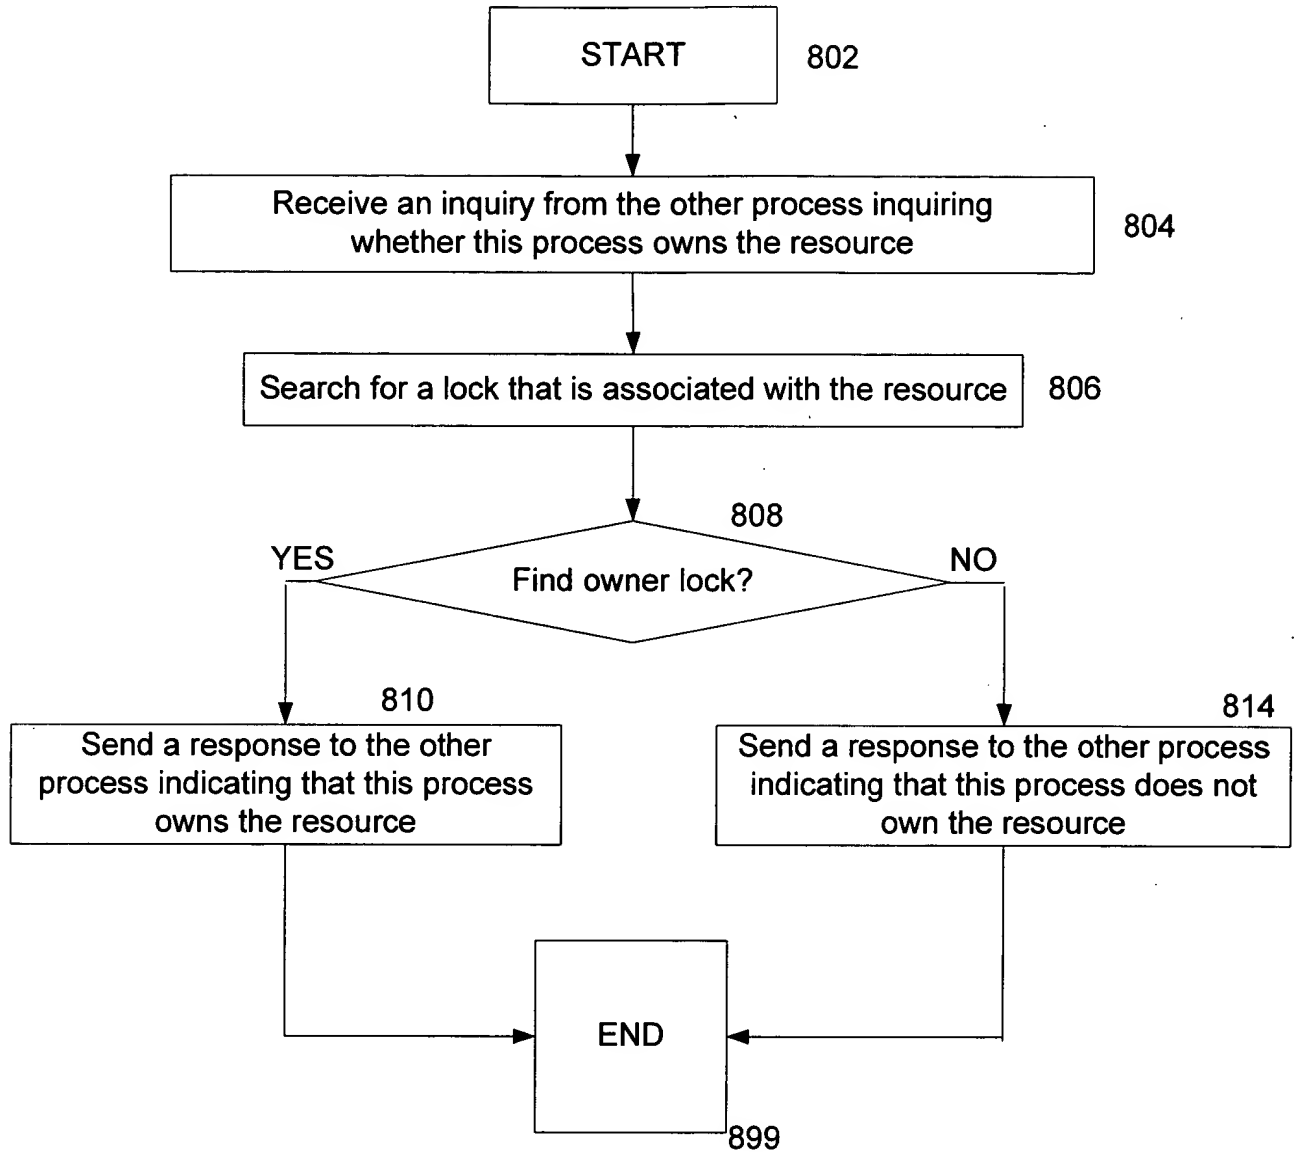 START
802
Receive an inquiry from the other process inquiring
whether this process owns the resource
804
Search for a lock that is associated with the resource
806
808
YES
Find owner lock?
NO
810
Send a response to the other
process indicating that this process
owns the resource
814
Send a response to the other process
indicating that this process does not
own the resource
END
899